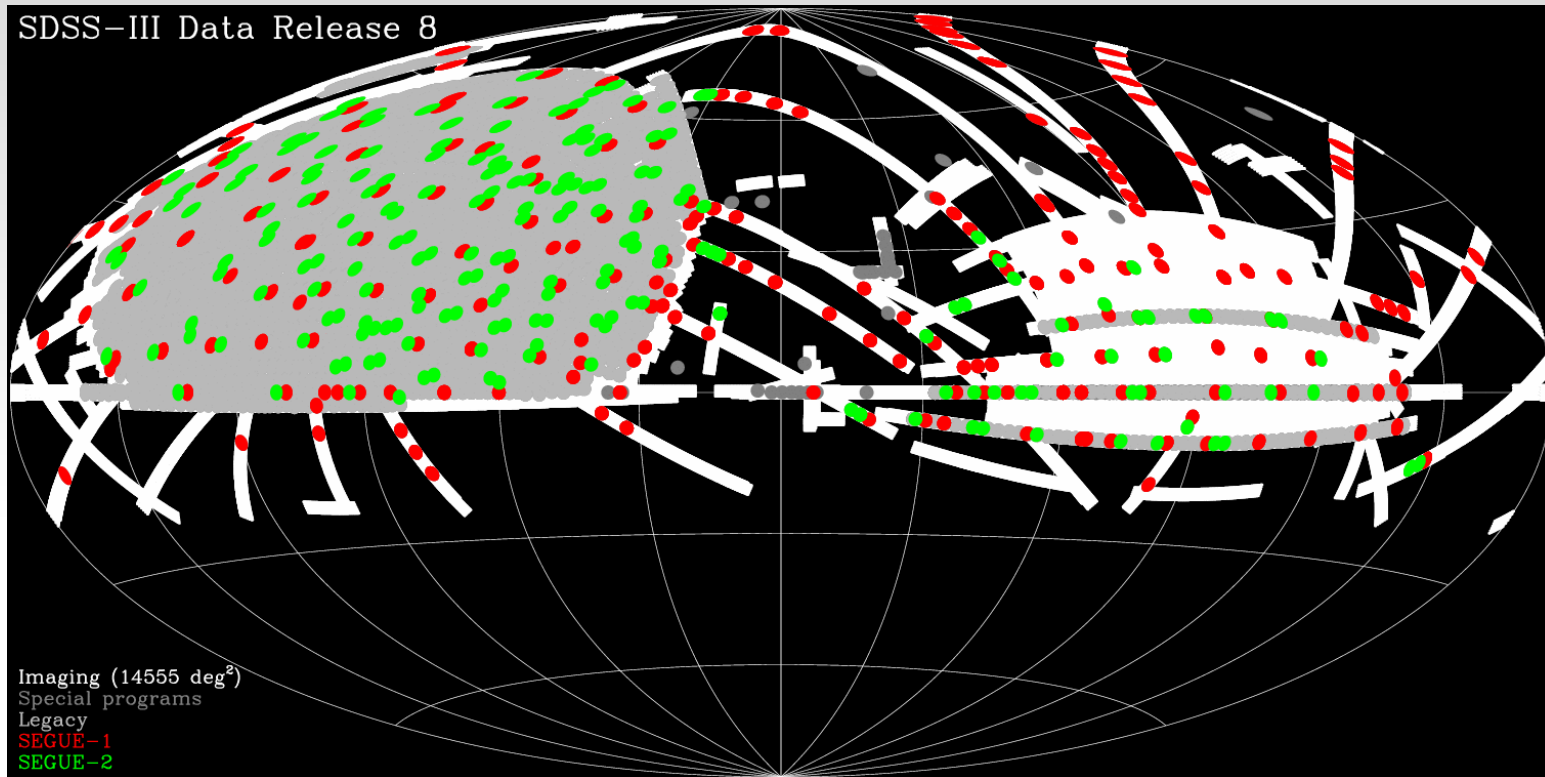 SDSS-III Data Release 8
Imaging (14555 deg²)
Special programs
Legacy
SEGUE-1
SEGUE-2